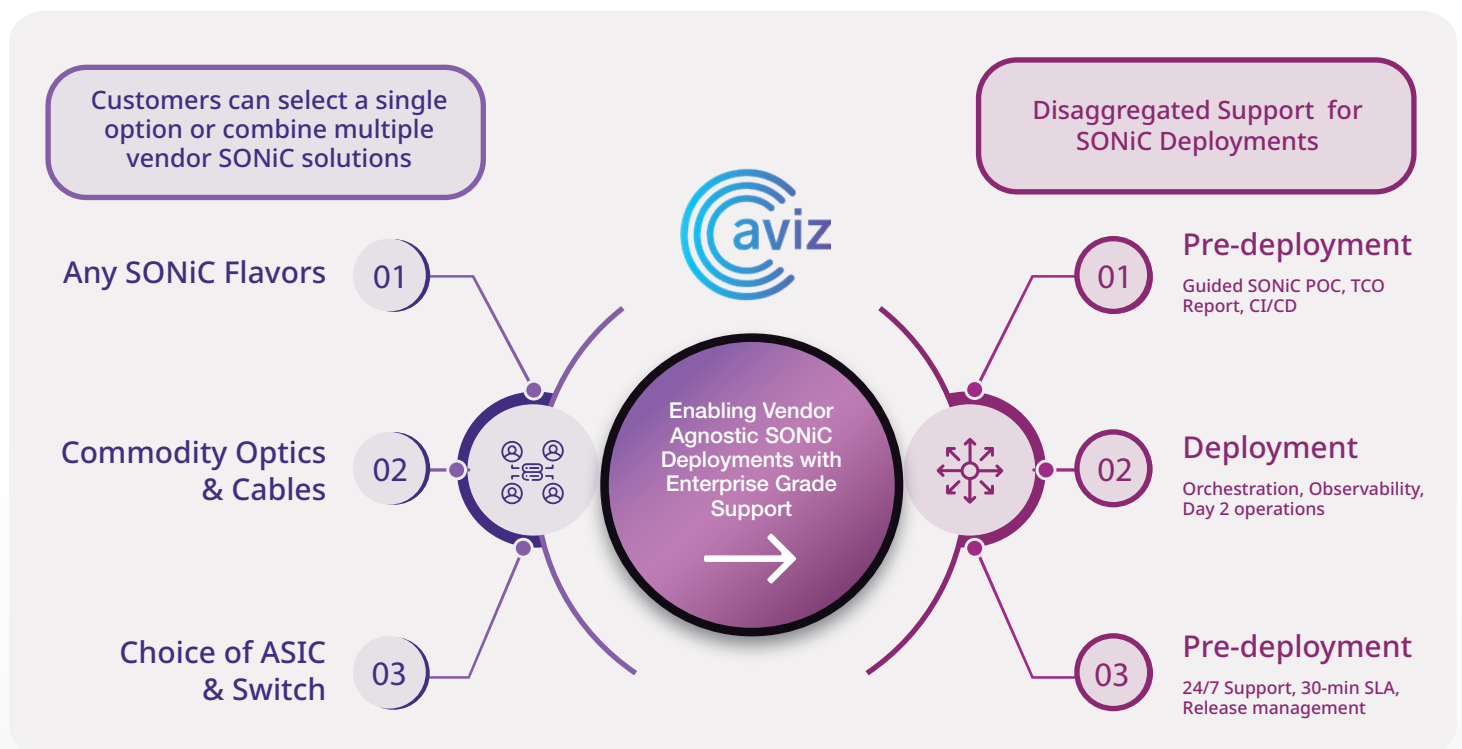 Customers can select a single
option or combine multiple
vendor SONiC solutions
Any SONiC Flavors
01
Commodity Optics
& Cables
02
Choice of ASIC
& Switch
03
aviz
Enabling Vendor
Agnostic SONiC
Deployments with
Enterprise Grade
Support
Disaggregated Support for
SONiC Deployments
01
Pre-deployment
Guided SONiC POC, TCO
Report, CI/CD
02
Deployment
Orchestration, Observability,
Day 2 operations
03
Pre-deployment
24/7 Support, 30-min SLA,
Release management